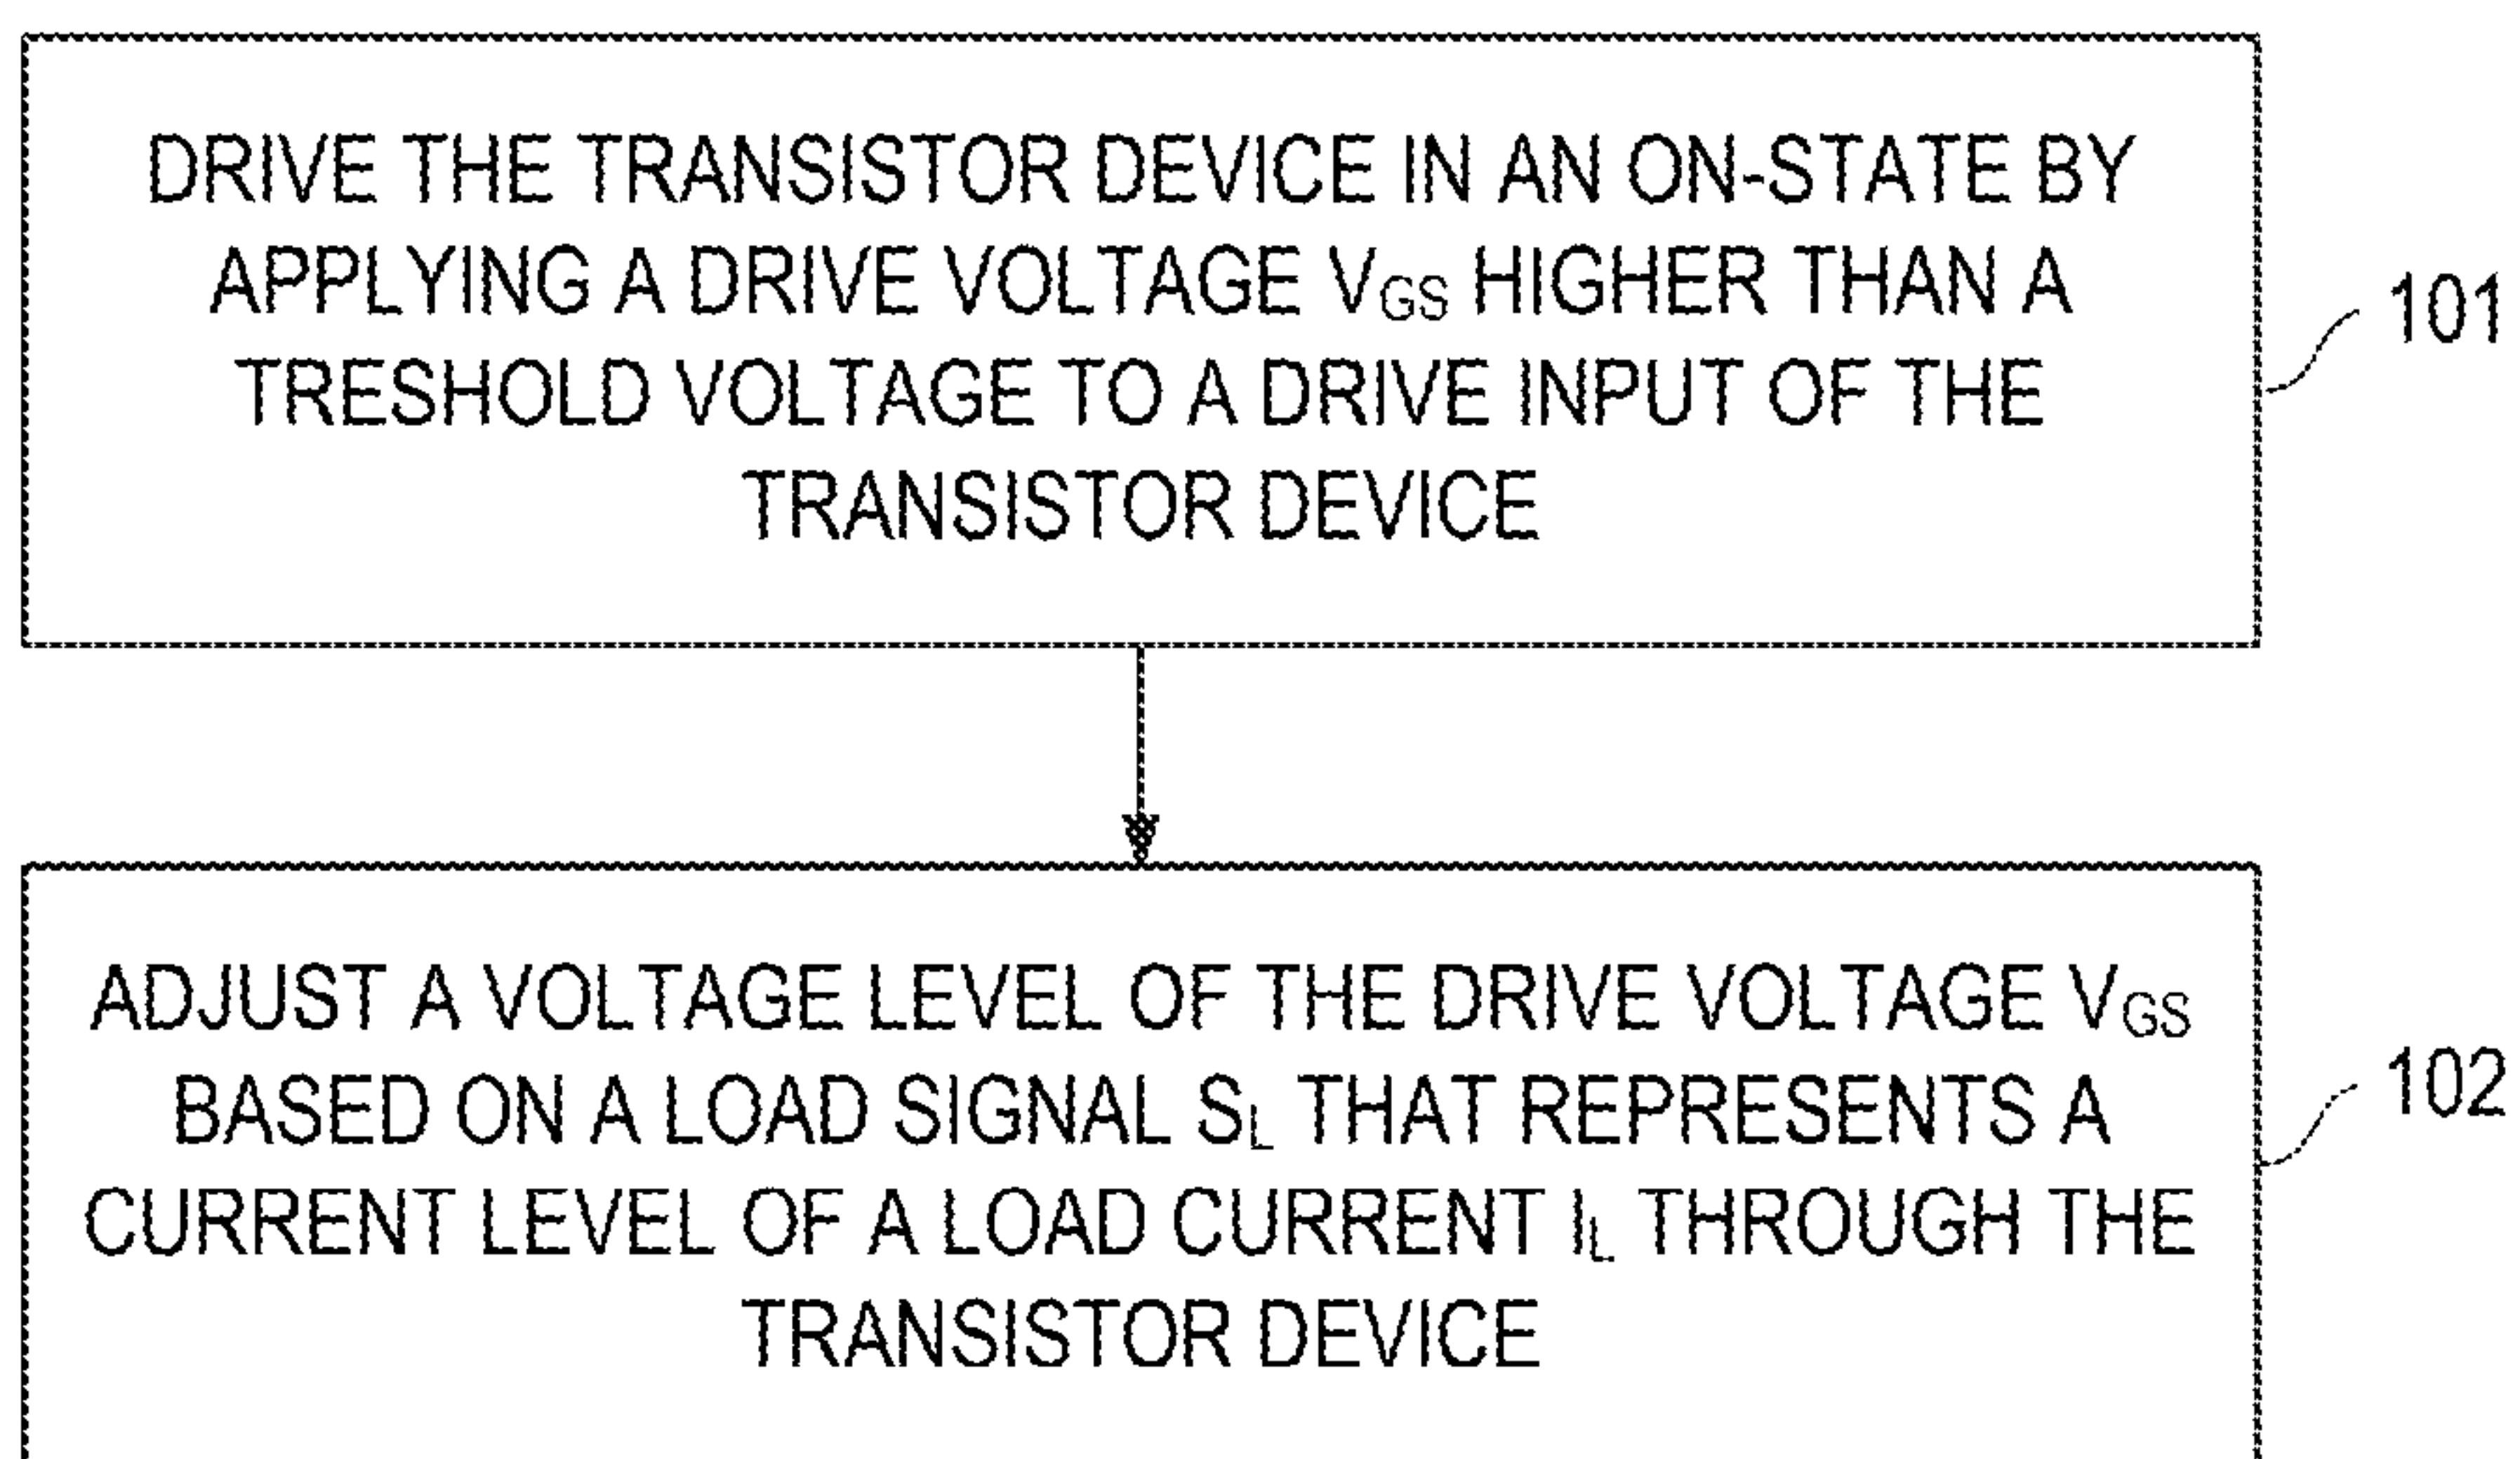 DRIVE THE TRANSISTOR DEVICE IN AN ON-STATE BY
APPLYING A DRIVE VOLTAGE VGS HIGHER THAN A
TRESHOLD VOLTAGE TO A DRIVE INPUT OF THE
TRANSISTOR DEVICE
101
ADJUST A VOLTAGE LEVEL OF THE DRIVE VOLTAGE VGS
BASED ON A LOAD SIGNAL SL THAT REPRESENTS A
CURRENT LEVEL OF A LOAD CURRENT IL THROUGH THE
TRANSISTOR DEVICE
102